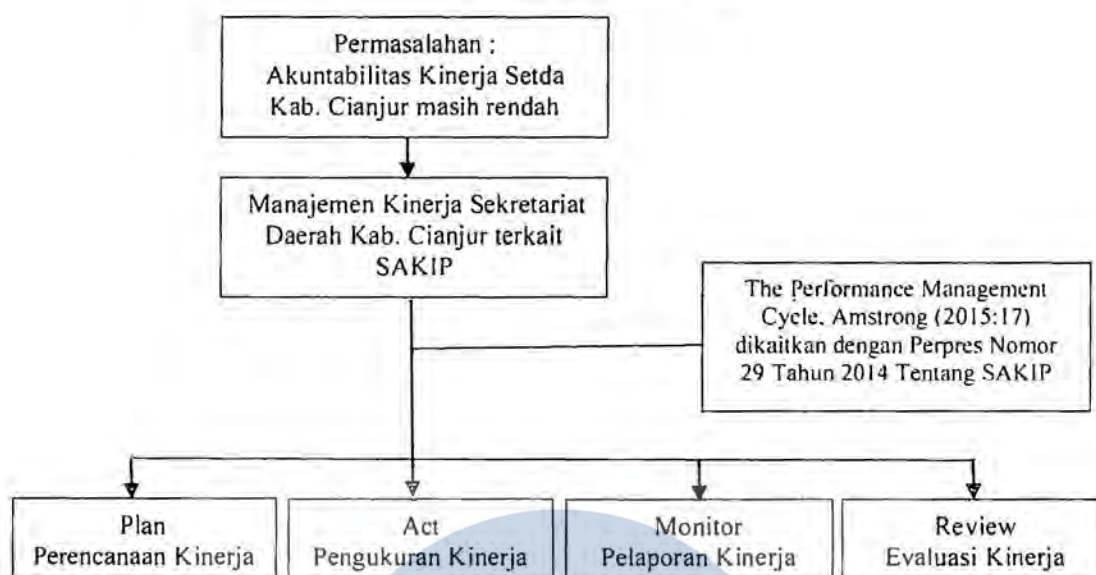 Permasalahan :
Akuntabilitas Kinerja Setda
Kab. Cianjur masih rendah
Manajemen Kinerja Sekretariat
Daerah Kab. Cianjur terkait
SAKIP
The Performance Management
Cycle. Amstrong (2015:17)
dikaitkan dengan Perpres Nomor
29 Tahun 2014 Tentang SAKIP
Plan
Perencanaan Kinerja
Act
Pengukuran Kinerja
Monitor
Pelaporan Kinerja
Review
Evaluasi Kinerja